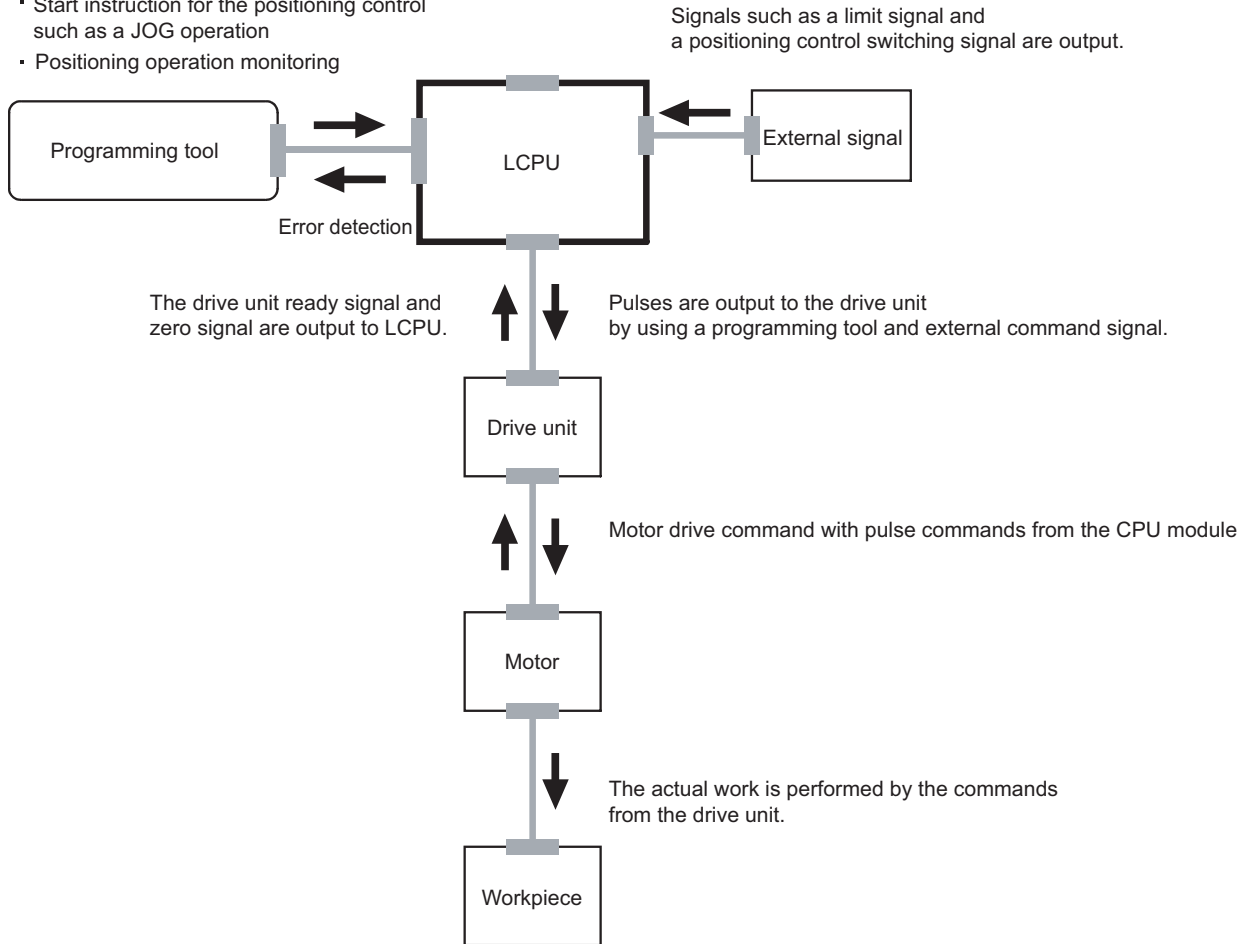 · Start instruction for the positioning control
such as a JOG operation
· Positioning operation monitoring
Signals such as a limit signal and
a positioning control switching signal are output.
Programming tool
LCPU
External signal
Error detection
The drive unit ready signal and
zero signal are output to LCPU.
Pulses are output to the drive unit
by using a programming tool and external command signal.
Drive unit
Motor drive command with pulse commands from the CPU module
Motor
The actual work is performed by the commands
from the drive unit.
Workpiece